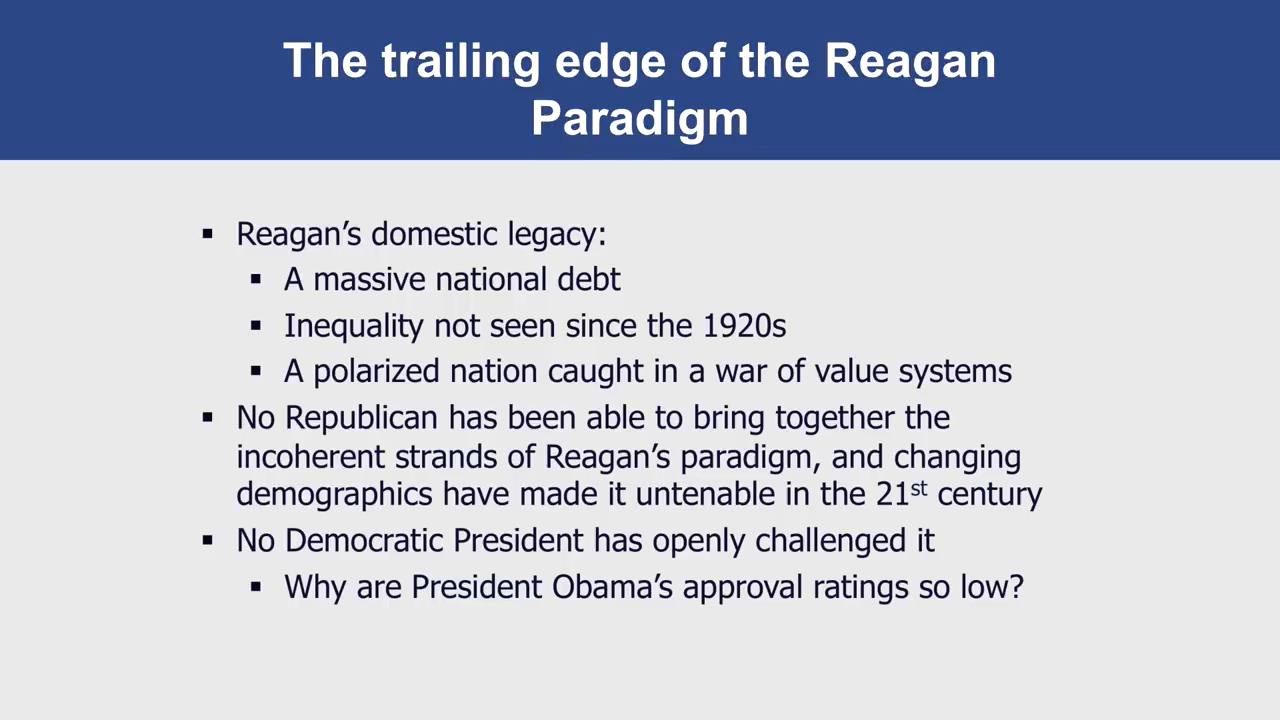 The trailing edge of the Reagan
Paradigm
▪ Reagan’s domestic legacy:
▪ A massive national debt
▪ Inequality not seen since the 1920s
▪ A polarized nation caught in a war of value systems
▪ No Republican has been able to bring together the
incoherent strands of Reagan’s paradigm, and changing
demographics have made it untenable in the 21st century
▪ No Democratic President has openly challenged it
▪ Why are President Obama’s approval ratings so low?